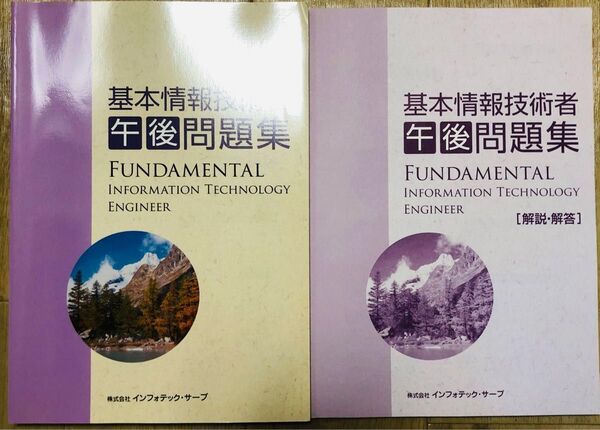 基本情報技術者
午後問題集
FUNDAMENTAL
INFORMATION TECHNOLOGY
ENGINEER
株式会社 インフォテック・サーブ
基本情報技術者
午後問題集
FUNDAMENTAL
INFORMATION TECHNOLOGY
ENGINEER
[解説・解答]
株式会社 インフォテック・サーブ